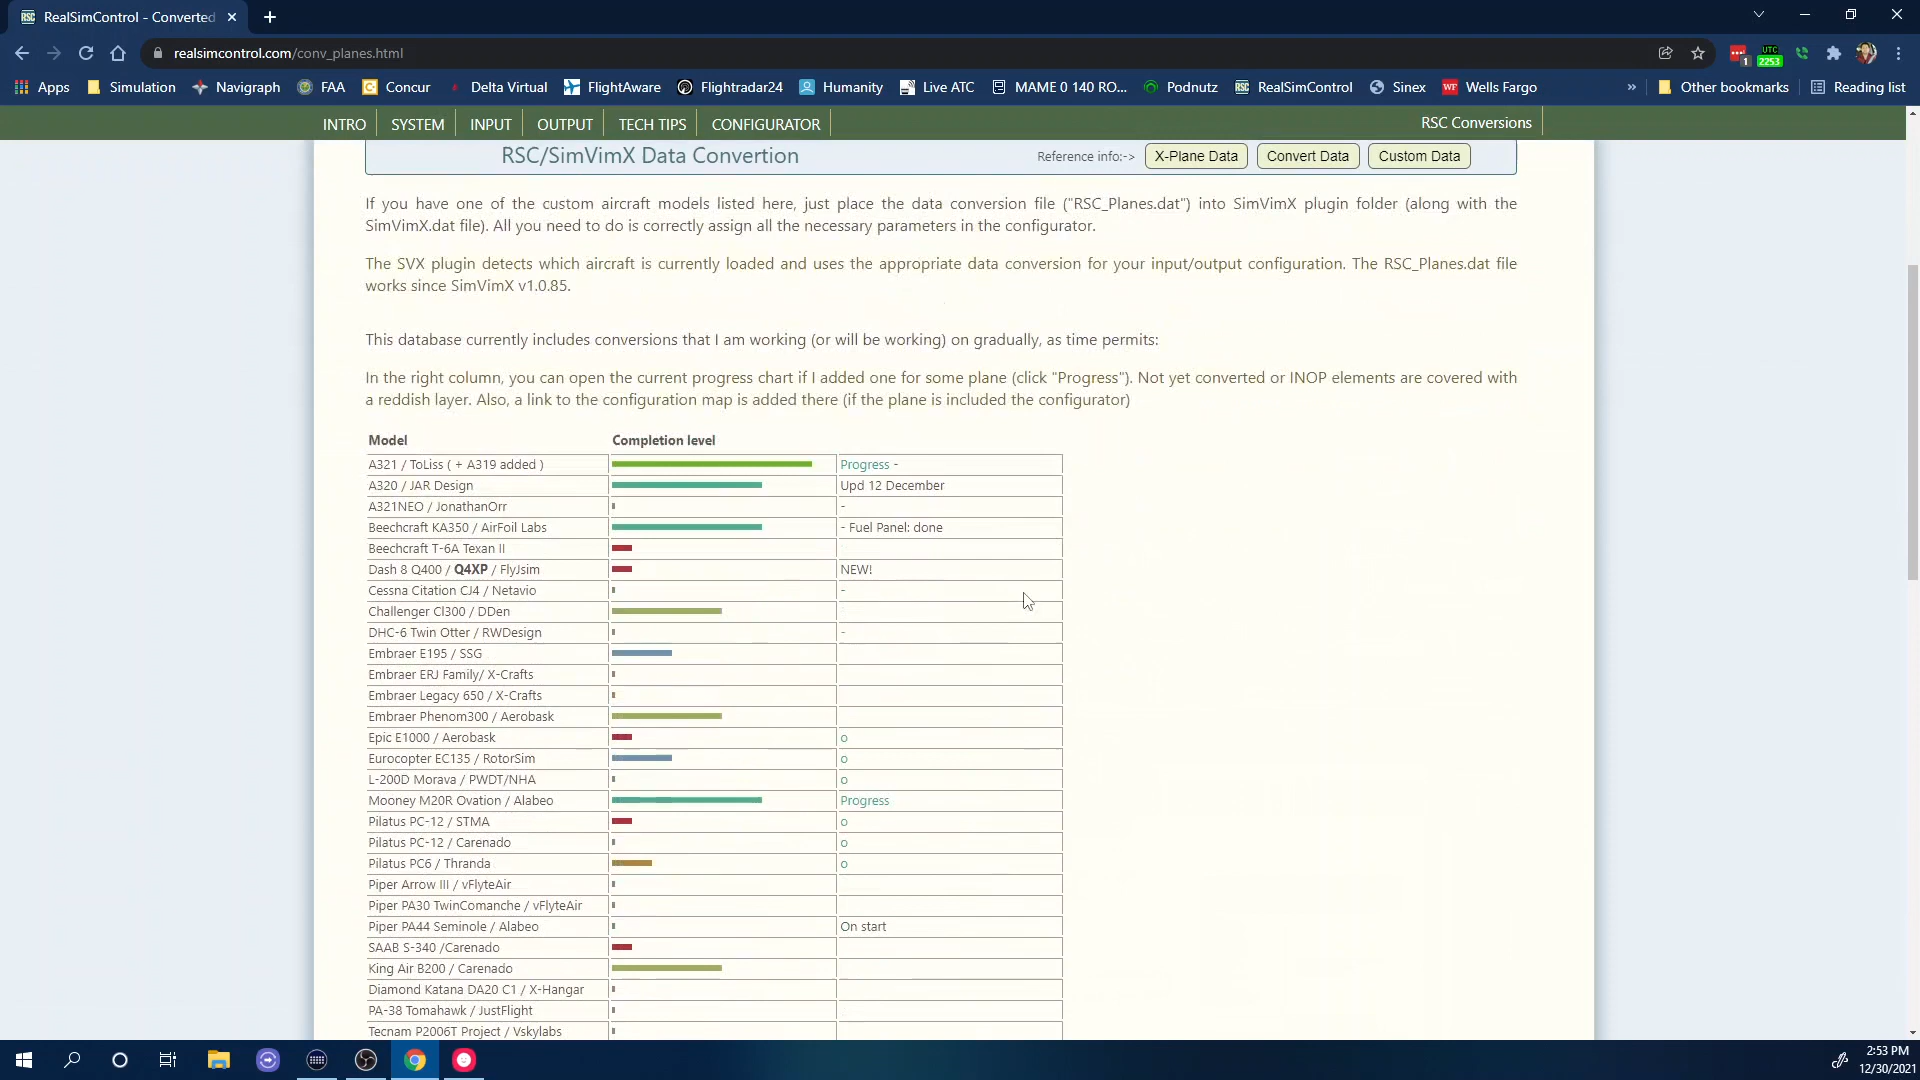 RealSimControl - Converted
realsimcontrol.com/conv_planes.html
1
UTC
2253
Apps
Simulation
Navigraph
FAA
Concur
Delta Virtual
FlightAware
Flightradar24
Humanity
Live ATC
MAME 0 140 RO...
Podnutz
RSC
RealSimControl
Sinex
WF
Wells Fargo
»
Other bookmarks
Reading list
INTRO
SYSTEM
INPUT
OUTPUT
TECH TIPS
CONFIGURATOR
RSC Conversions
RSC/SimVimX Data Convertion
Reference info:->
X-Plane Data
Convert Data
Custom Data
If you have one of the custom aircraft models listed here, just place the data conversion file ("RSC_Planes.dat") into SimVimX plugin folder (along with the
SimVimX.dat file). All you need to do is correctly assign all the necessary parameters in the configurator.
The SVX plugin detects which aircraft is currently loaded and uses the appropriate data conversion for your input/output configuration. The RSC_Planes.dat file
works since SimVimX v1.0.85.
This database currently includes conversions that I am working (or will be working) on gradually, as time permits:
In the right column, you can open the current progress chart if I added one for some plane (click "Progress"). Not yet converted or INOP elements are covered with
a reddish layer. Also, a link to the configuration map is added there (if the plane is included the configurator)
Model Completion level
A321 / ToLiss ( + A319 added ) Progress -
A320 / JAR Design Upd 12 December
A321NEO / JonathanOrr -
Beechcraft KA350 / AirFoil Labs - Fuel Panel: done
Beechcraft T-6A Texan II
Dash 8 Q400 / Q4XP / FlyJsim NEW!
Cessna Citation CJ4 / Netavio -
Challenger Cl300 / DDen
DHC-6 Twin Otter / RWDesign -
Embraer E195 / SSG
Embraer ERJ Family/ X-Crafts
Embraer Legacy 650 / X-Crafts
Embraer Phenom300 / Aerobask
Epic E1000 / Aerobask o
Eurocopter EC135 / RotorSim o
L-200D Morava / PWDT/NHA o
Mooney M20R Ovation / Alabeo Progress
Pilatus PC-12 / STMA o
Pilatus PC-12 / Carenado o
Pilatus PC6 / Thranda o
Piper Arrow III / vFlyteAir
Piper PA30 TwinComanche / vFlyteAir
Piper PA44 Seminole / Alabeo On start
SAAB S-340 /Carenado
King Air B200 / Carenado
Diamond Katana DA20 C1 / X-Hangar
PA-38 Tomahawk / JustFlight
Tecnam P2006T Project / Vskylabs
2:53 PM
12/30/2021